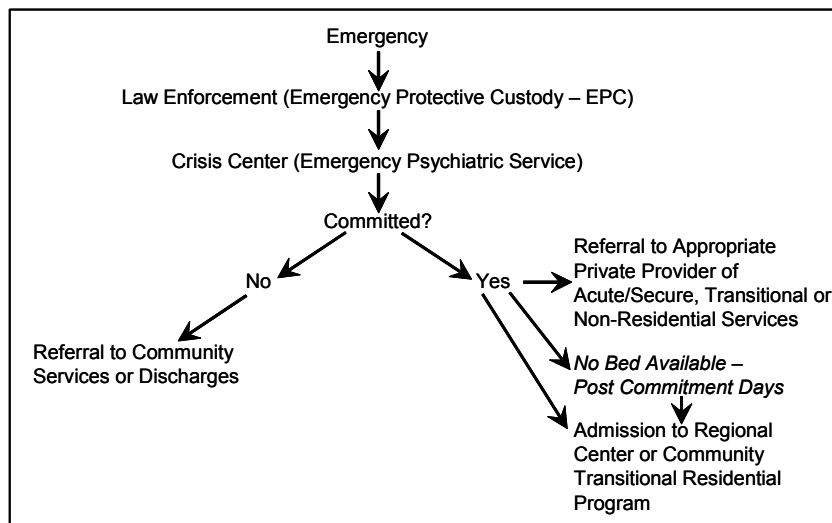 Emergency
Law Enforcement (Emergency Protective Custody – EPC)
Crisis Center (Emergency Psychiatric Service)
Committed?
No
Referral to Community
Services or Discharges
Yes
Referral to Appropriate
Private Provider of
Acute/Secure, Transitional or
Non-Residential Services
No Bed Available –
Post Commitment Days
Admission to Regional
Center or Community
Transitional Residential
Program